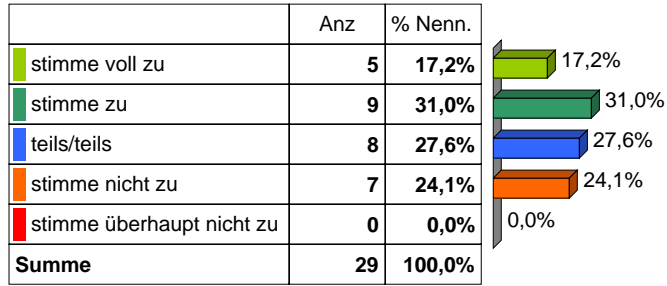 Anz % Nenn.
stimme voll zu 5 17,2% 17,2%
stimme zu 9 31,0% 31,0%
teils/teils 8 27,6% 27,6%
stimme nicht zu 7 24,1% 24,1%
stimme überhaupt nicht zu 0 0,0% 0,0%
Summe 29 100,0%